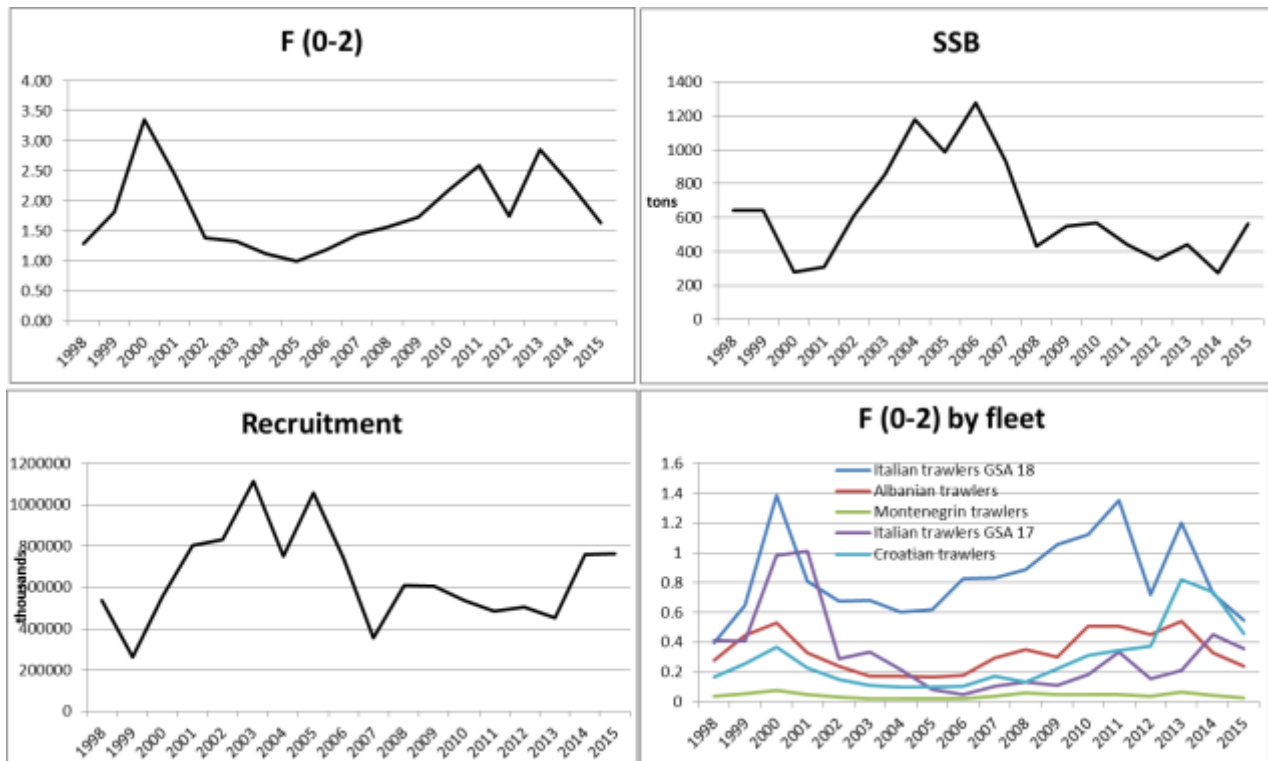 F (0-2)
4.00
3.50
3.00
2.50
2.00
1.50
1.00
0.50
0.00
1998 1999 2000 2001 2002 2003 2004 2005 2006 2007 2008 2009 2010 2011 2012 2013 2014 2015
SSB
1400
1200
1000
800
tons
600
400
200
0
1998 1999 2000 2001 2002 2003 2004 2005 2006 2007 2008 2009 2010 2011 2012 2013 2014 2015
Recruitment
1200000
1000000
800000
thousands
600000
400000
200000
0
1998 1999 2000 2001 2002 2003 2004 2005 2006 2007 2008 2009 2010 2011 2012 2013 2014 2015
F (0-2) by fleet
1.6
1.4
1.2
1
0.8
0.6
0.4
0.2
0
Italian trawlers GSA 18
Albanian trawlers
Montenegrin trawlers
Italian trawlers GSA 17
Croatian trawlers
1998 1999 2000 2001 2002 2003 2004 2005 2006 2007 2008 2009 2010 2011 2012 2013 2014 2015